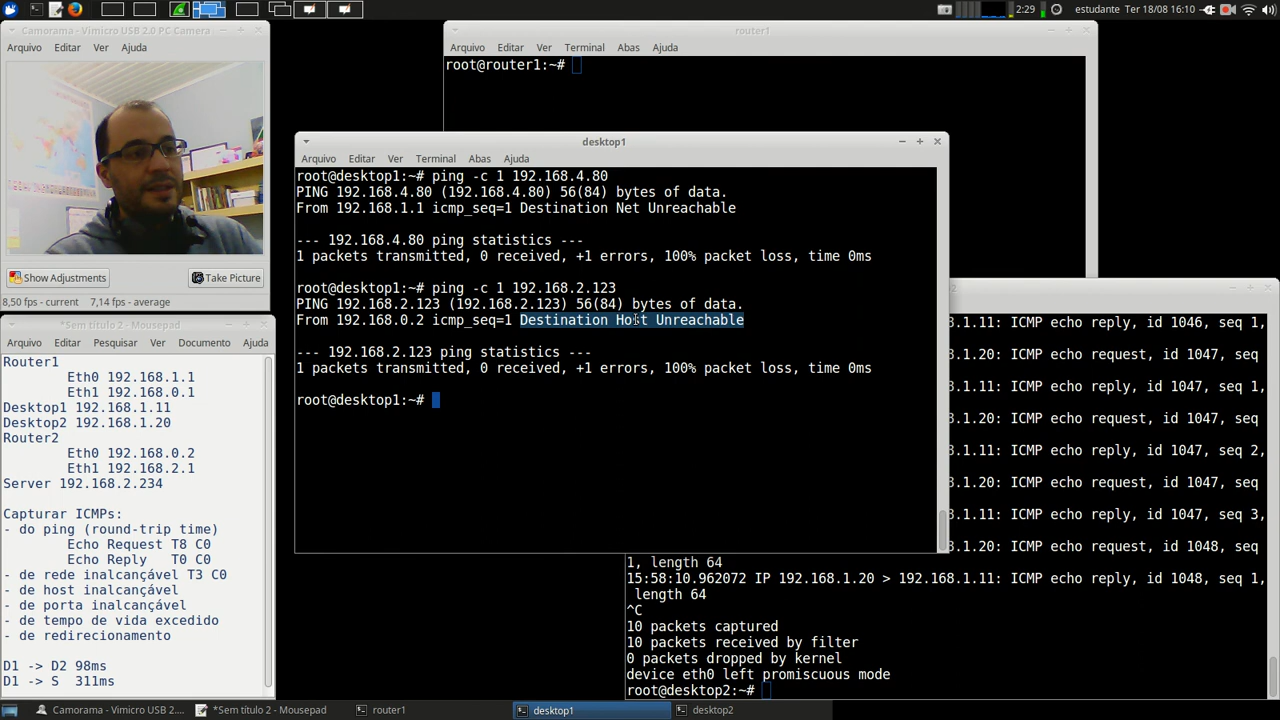 2:29
estudante
Ter 18/08 16:10
Camorama - Vimicro USB 2.0 PC Camera
Arquivo Editar Ver Ajuda
Show Adjustments
Take Picture
8,50 fps - current 7,14 fps - average
*Sem título 2 - Mousepad
Arquivo Editar Pesquisar Ver Documento Ajuda
Router1
Eth0 192.168.1.1
Eth1 192.168.0.1
Desktop1 192.168.1.11
Desktop2 192.168.1.20
Router2
Eth0 192.168.0.2
Eth1 192.168.2.1
Server 192.168.2.234
Capturar ICMPs:
- do ping (round-trip time)
Echo Request T8 C0
Echo Reply T0 C0
- de rede inalcançável T3 C0
- de host inalcançável
- de porta inalcançável
- de tempo de vida excedido
- de redirecionamento
D1 -> D2 98ms
D1 -> S 311ms
router1
Arquivo Editar Ver Terminal Abas Ajuda
root@router1:~#
desktop1
Arquivo Editar Ver Terminal Abas Ajuda
root@desktop1:~# ping -c 1 192.168.4.80
PING 192.168.4.80 (192.168.4.80) 56(84) bytes of data.
From 192.168.1.1 icmp_seq=1 Destination Net Unreachable
--- 192.168.4.80 ping statistics ---
1 packets transmitted, 0 received, +1 errors, 100% packet loss, time 0ms
root@desktop1:~# ping -c 1 192.168.2.123
PING 192.168.2.123 (192.168.2.123) 56(84) bytes of data.
From 192.168.0.2 icmp_seq=1 Destination Host Unreachable
--- 192.168.2.123 ping statistics ---
1 packets transmitted, 0 received, +1 errors, 100% packet loss, time 0ms
root@desktop1:~#
3.1.11: ICMP echo reply, id 1046, seq 1,
3.1.20: ICMP echo request, id 1047, seq
3.1.11: ICMP echo reply, id 1047, seq 1,
3.1.20: ICMP echo request, id 1047, seq
3.1.11: ICMP echo reply, id 1047, seq 2,
3.1.20: ICMP echo request, id 1047, seq
3.1.11: ICMP echo reply, id 1047, seq 3,
3.1.20: ICMP echo request, id 1048, seq
1, length 64
15:58:10.962072 IP 192.168.1.20 > 192.168.1.11: ICMP echo reply, id 1048, seq 1,
length 64
^C
10 packets captured
10 packets received by filter
0 packets dropped by kernel
device eth0 left promiscuous mode
root@desktop2:~#
Camorama - Vimicro USB 2....
*Sem título 2 - Mousepad
router1
desktop1
desktop2